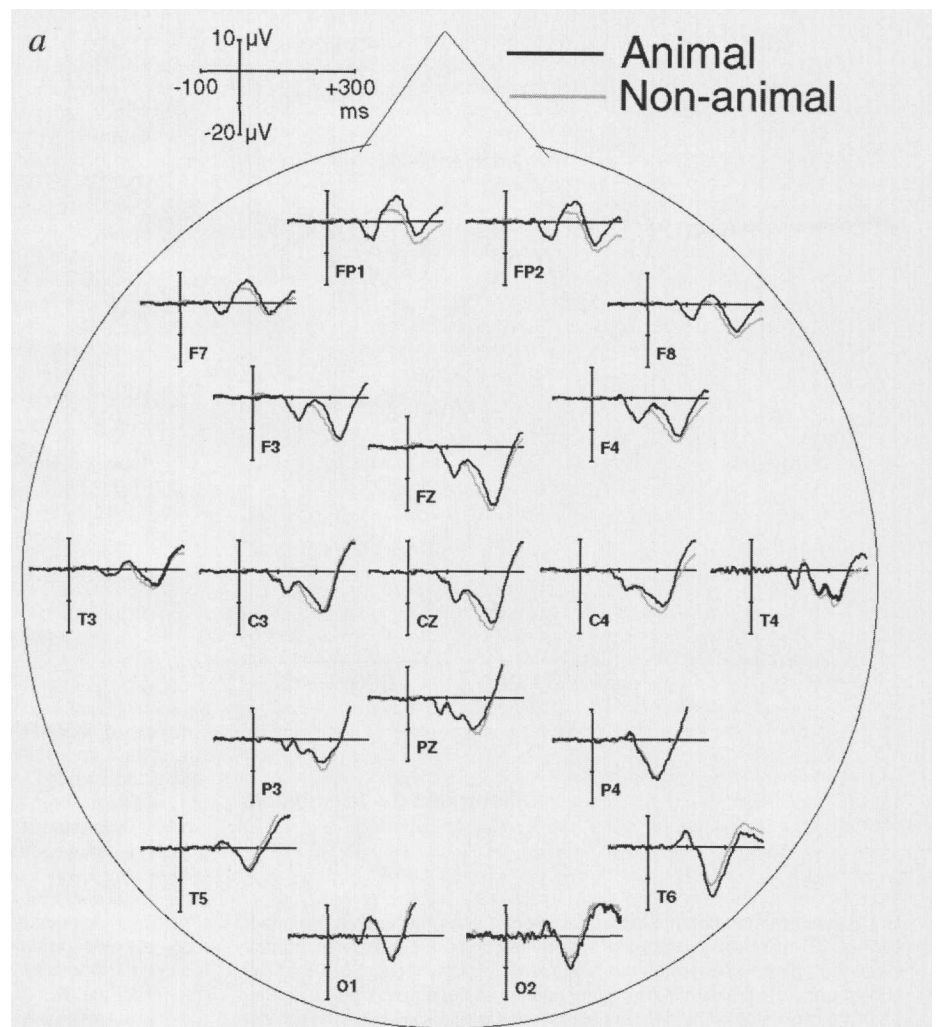 a
10 µV
-100
+300
ms
-20 µV
Animal
Non-animal
FP1
FP2
F7
F8
F3
F4
FZ
T3
C3
CZ
C4
T4
PZ
P3
P4
T5
T6
O1
O2